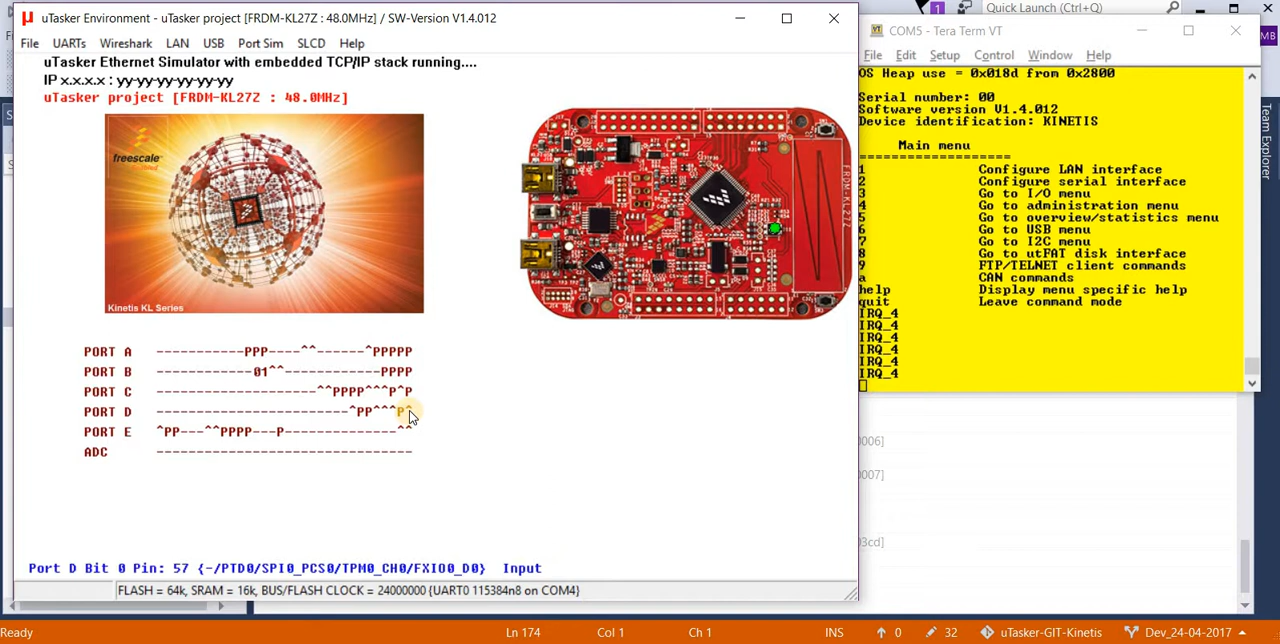 uTasker Environment - uTasker project [FRDM-KL27Z : 48.0MHz] / SW-Version V1.4.012
File UARTs Wireshark LAN USB Port Sim SLCD Help
uTasker Ethernet Simulator with embedded TCP/IP stack running....
IP x.x.x.x : yy-yy-yy-yy-yy-yy
uTasker project [FRDM-KL27Z : 48.0MHz]
freescale
Kinetis KL Series
FRDM-KL27Z
PORT A -----------PPP----^^------^PPPPP
PORT B ------------01^^------------PPPP
PORT C --------------------^^PPPP^^^P^P
PORT D ------------------------^PP^^^P^
PORT E ^PP---^^PPPP---P--------------^^
ADC --------------------------------
Port D Bit 0 Pin: 57 {-/PTD0/SPI0_PCS0/TPM0_CH0/FXIO0_D0} Input
FLASH = 64k, SRAM = 16k, BUS/FLASH CLOCK = 24000000 {UART0 115384n8 on COM4}
1
Quick Launch (Ctrl+Q)
MB
COM5 - Tera Term VT
File Edit Setup Control Window Help
OS Heap use = 0x018d from 0x2800
Serial number: 00
Software version V1.4.012
Device identification: KINETIS
Main menu
===================
1 Configure LAN interface
2 Configure serial interface
3 Go to I/O menu
4 Go to administration menu
5 Go to overview/statistics menu
6 Go to USB menu
7 Go to I2C menu
8 Go to utFAT disk interface
9 FTP/TELNET client commands
a CAN commands
help Display menu specific help
quit Leave command mode
IRQ_4
IRQ_4
IRQ_4
IRQ_4
IRQ_4
IRQ_4
Team Explorer
0006]
0007]
03cd]
Ready Ln 174 Col 1 Ch 1 INS 0 32 uTasker-GIT-Kinetis Dev_24-04-2017